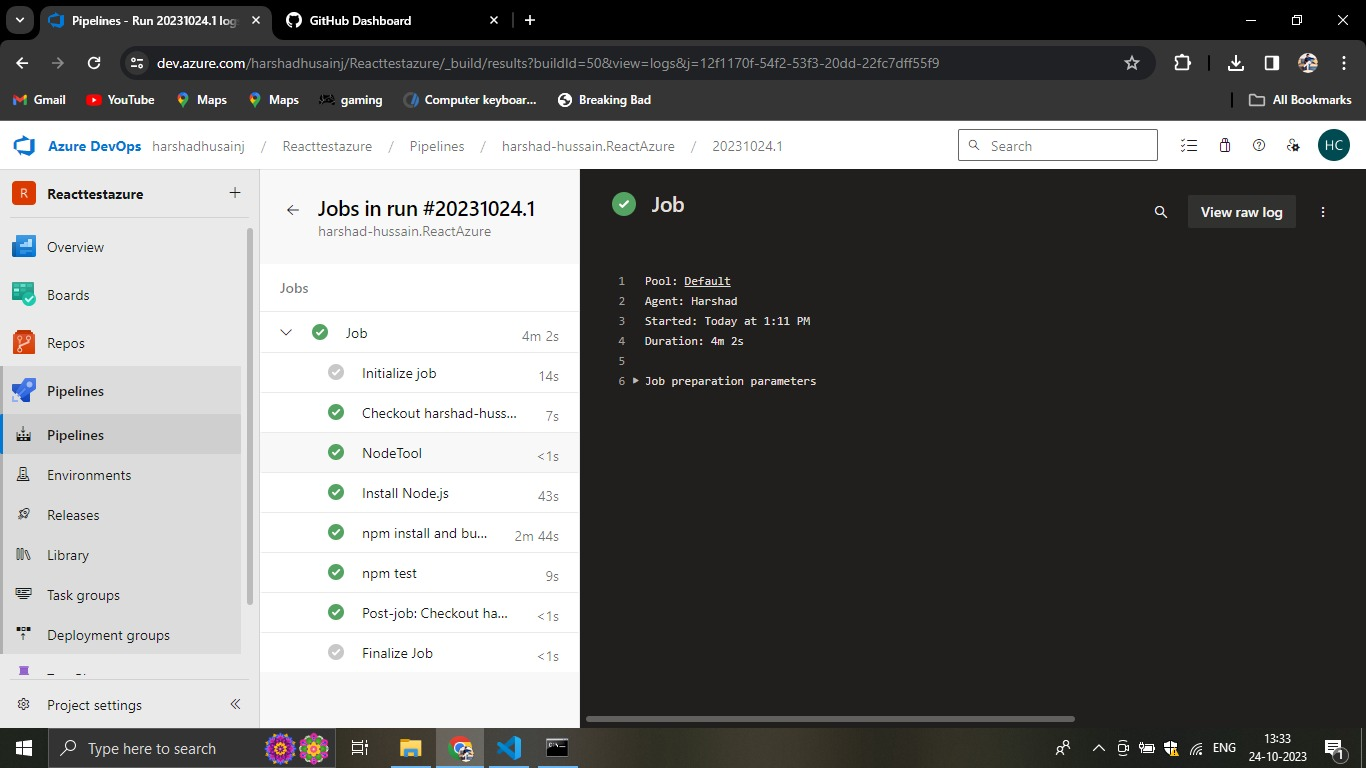 Pipelines - Run 20231024.1 log
GitHub Dashboard
dev.azure.com/harshadhusainj/Reacttestazure/_build/results?buildId=50&view=logs&j=12f1170f-54f2-53f3-20dd-22fc7dff55f9
Gmail
YouTube
Maps
Maps
gaming
Computer keyboar...
Breaking Bad
All Bookmarks
Azure DevOps
harshadhusainj / Reacttestazure / Pipelines / harshad-hussain.ReactAzure / 20231024.1
Search
HC
R
Reacttestazure
Overview
Boards
Repos
Pipelines
Pipelines
Environments
Releases
Library
Task groups
Deployment groups
Project settings
Jobs in run #20231024.1
harshad-hussain.ReactAzure
Jobs
Job 4m 2s
Initialize job 14s
Checkout harshad-huss... 7s
NodeTool <1s
Install Node.js 43s
npm install and bu... 2m 44s
npm test 9s
Post-job: Checkout ha... <1s
Finalize Job <1s
Job
View raw log
1 Pool: Default
2 Agent: Harshad
3 Started: Today at 1:11 PM
4 Duration: 4m 2s
5
6 Job preparation parameters
Type here to search
ENG
13:33
24-10-2023
1